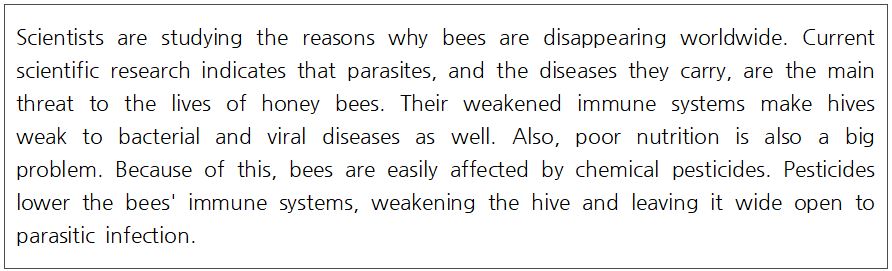 Scientists are studying the reasons why bees are disappearing worldwide. Current
scientific research indicates that parasites, and the diseases they carry, are the main
threat to the lives of honey bees. Their weakened immune systems make hives
weak to bacterial and viral diseases as well. Also, poor nutrition is also a big
problem. Because of this, bees are easily affected by chemical pesticides. Pesticides
lower the bees' immune systems, weakening the hive and leaving it wide open to
parasitic infection.